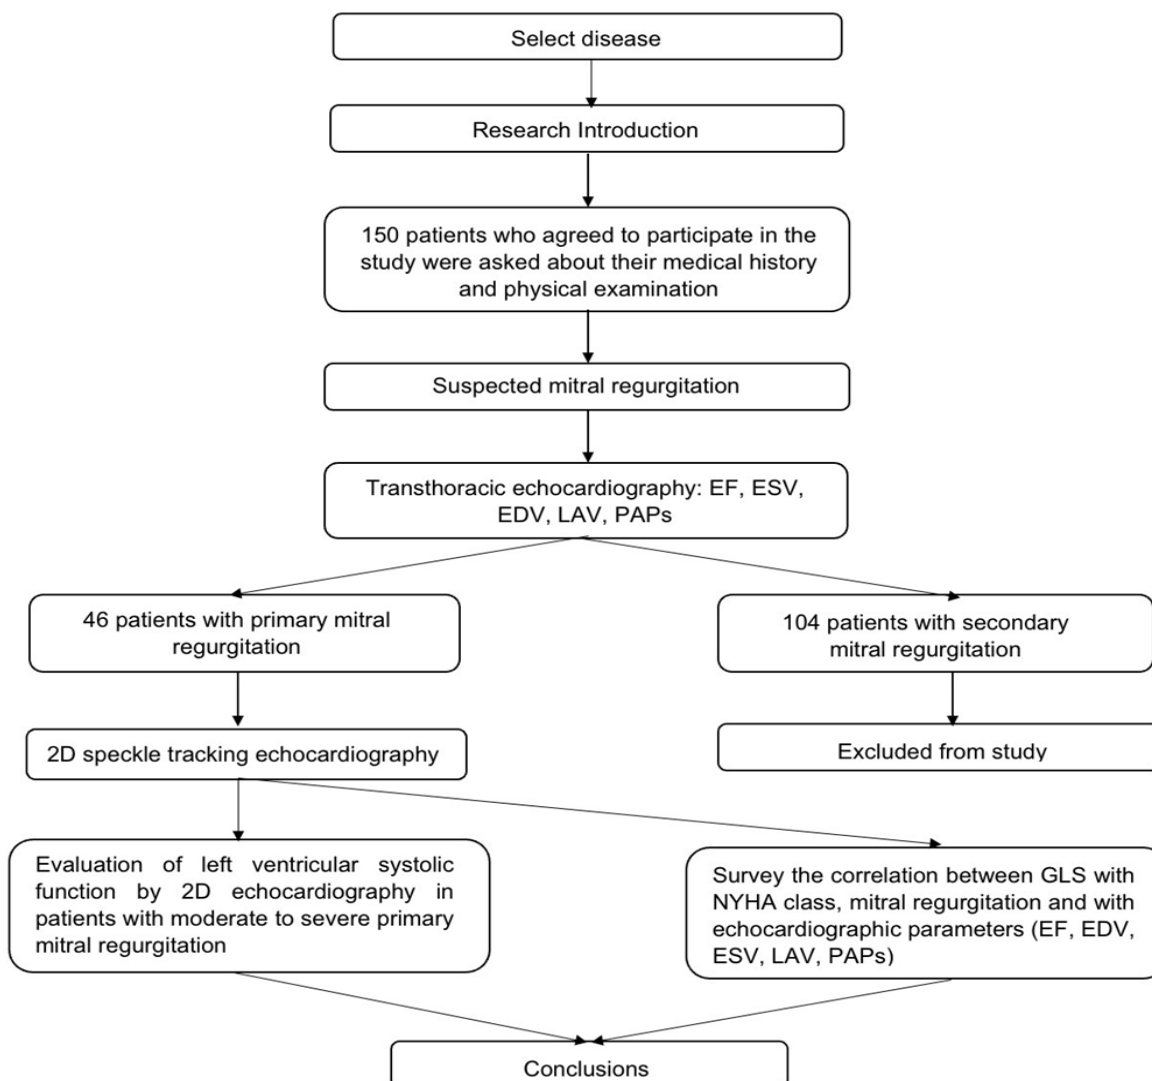 Select disease
Research Introduction
150 patients who agreed to participate in the
study were asked about their medical history
and physical examination
Suspected mitral regurgitation
Transthoracic echocardiography: EF, ESV,
EDV, LAV, PAPs
46 patients with primary mitral
regurgitation
104 patients with secondary
mitral regurgitation
2D speckle tracking echocardiography
Excluded from study
Evaluation of left ventricular systolic
function by 2D echocardiography in
patients with moderate to severe primary
mitral regurgitation
Survey the correlation between GLS with
NYHA class, mitral regurgitation and with
echocardiographic parameters (EF, EDV,
ESV, LAV, PAPs)
Conclusions